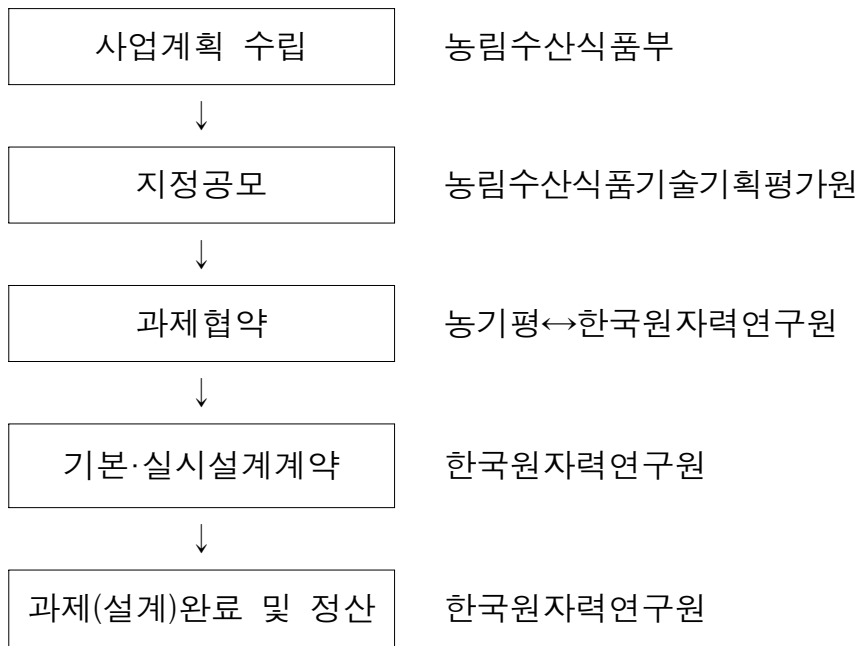 사업계획 수립 농림수산식품부
↓
지정공모 농림수산식품기술기획평가원
↓
과제협약 농기평↔한국원자력연구원
↓
기본·실시설계계약 한국원자력연구원
↓
과제(설계)완료 및 정산 한국원자력연구원